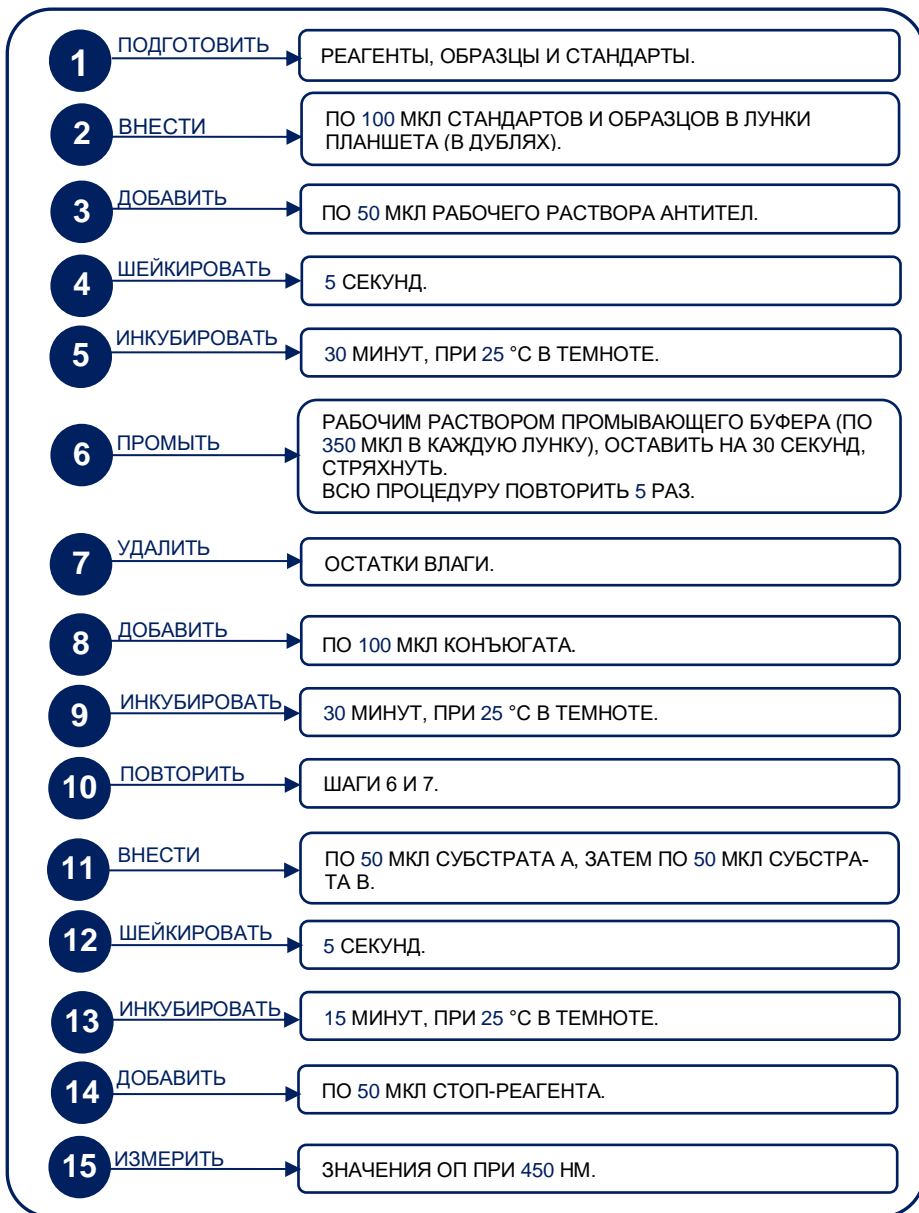 1
ПОДГОТОВИТЬ
РЕАГЕНТЫ, ОБРАЗЦЫ И СТАНДАРТЫ.
2
ВНЕСТИ
ПО 100 МКЛ СТАНДАРТОВ И ОБРАЗЦОВ В ЛУНКИ
ПЛАНШЕТА (В ДУБЛЯХ).
3
ДОБАВИТЬ
ПО 50 МКЛ РАБОЧЕГО РАСТВОРА АНТИТЕЛ.
4
ШЕЙКИРОВАТЬ
5 СЕКУНД.
5
ИНКУБИРОВАТЬ
30 МИНУТ, ПРИ 25 °С В ТЕМНОТЕ.
6
ПРОМЫТЬ
РАБОЧИМ РАСТВОРОМ ПРОМЫВАЮЩЕГО БУФЕРА (ПО
350 МКЛ В КАЖДУЮ ЛУНКУ), ОСТАВИТЬ НА 30 СЕКУНД,
СТРЯХНУТЬ.
ВСЮ ПРОЦЕДУРУ ПОВТОРИТЬ 5 РАЗ.
7
УДАЛИТЬ
ОСТАТКИ ВЛАГИ.
8
ДОБАВИТЬ
ПО 100 МКЛ КОНЪЮГАТА.
9
ИНКУБИРОВАТЬ
30 МИНУТ, ПРИ 25 °С В ТЕМНОТЕ.
10
ПОВТОРИТЬ
ШАГИ 6 И 7.
11
ВНЕСТИ
ПО 50 МКЛ СУБСТРАТА А, ЗАТЕМ ПО 50 МКЛ СУБСТРА-
ТА В.
12
ШЕЙКИРОВАТЬ
5 СЕКУНД.
13
ИНКУБИРОВАТЬ
15 МИНУТ, ПРИ 25 °С В ТЕМНОТЕ.
14
ДОБАВИТЬ
ПО 50 МКЛ СТОП-РЕАГЕНТА.
15
ИЗМЕРИТЬ
ЗНАЧЕНИЯ ОП ПРИ 450 НМ.